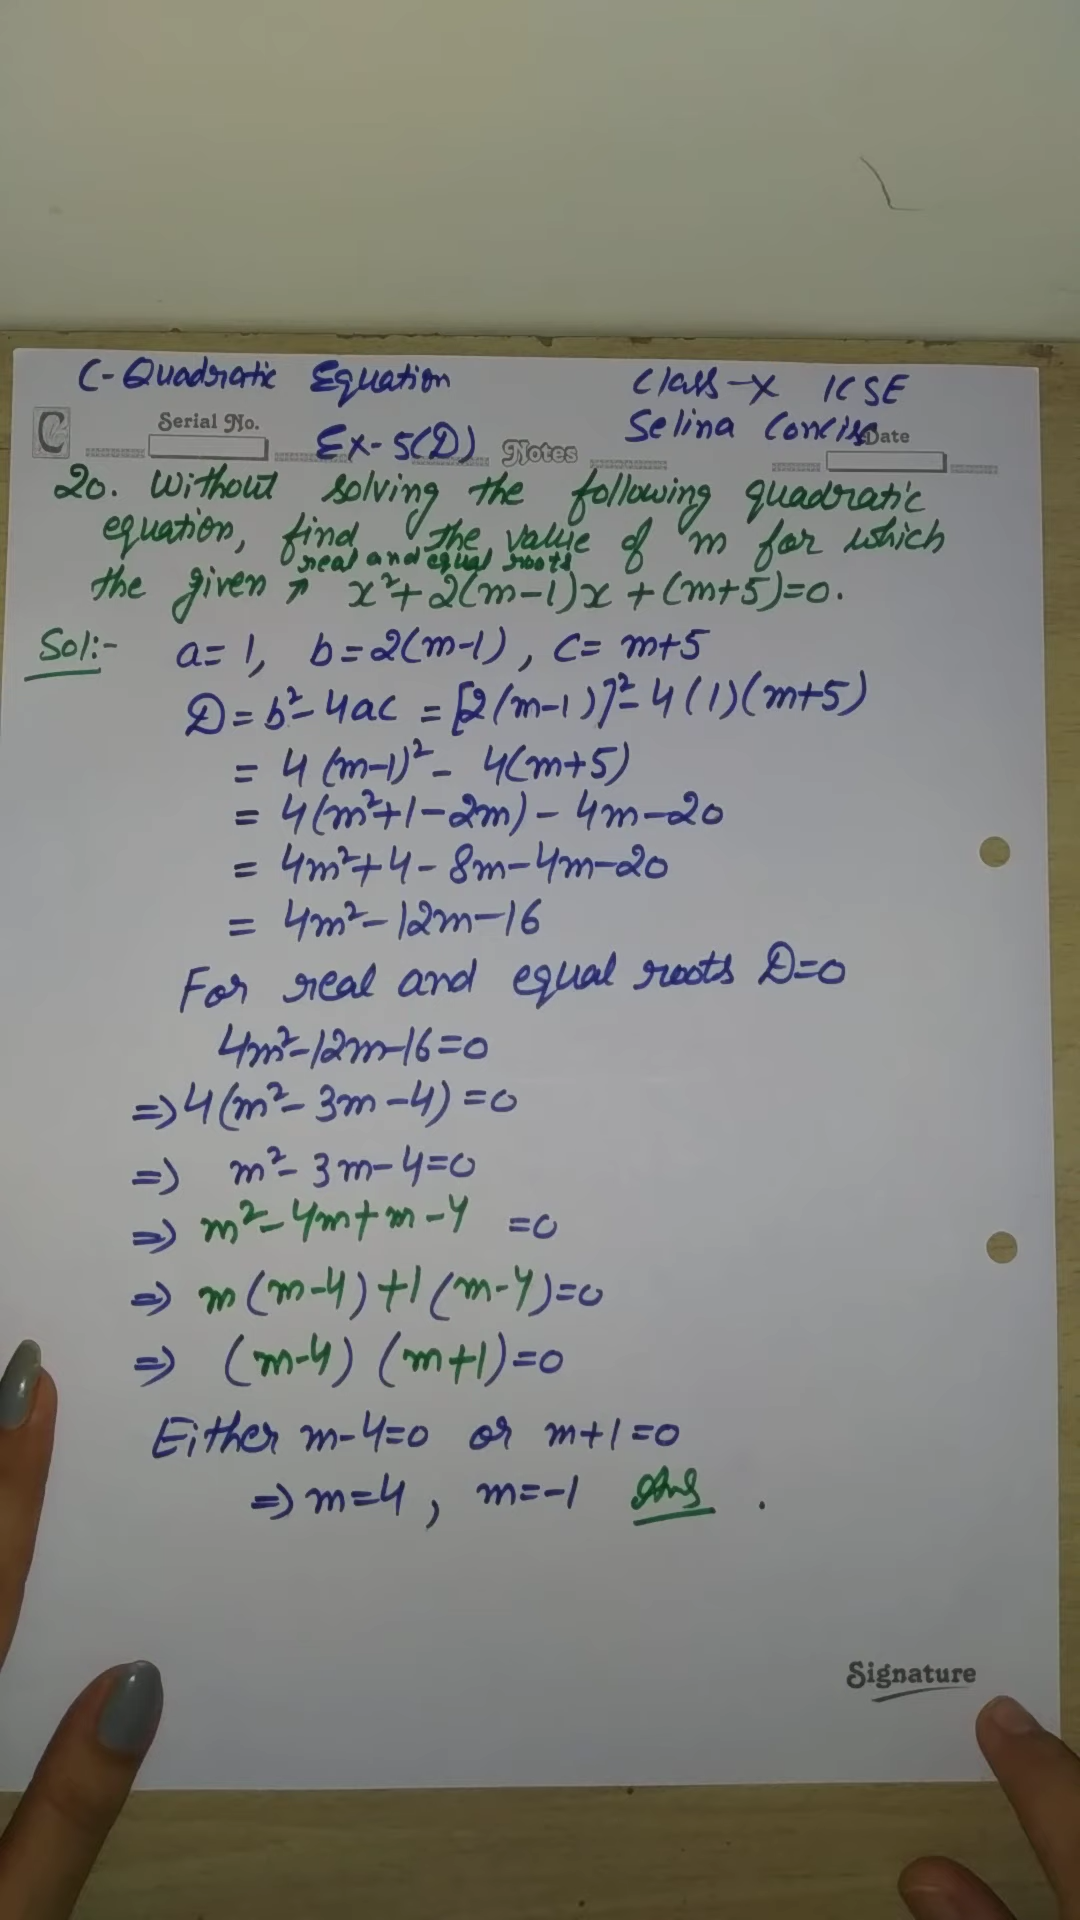 C-Quadratic Equation Class-X ICSE
Selina Concise
C Serial No. Ex-5(D) Notes Date
20. Without solving the following quadratic
equation, find the value of m for which
real and equal roots
the given ↗ x²+2(m-1)x+(m+5)=0.
Sol:- a=1, b=2(m-1), c= m+5
D=b²-4ac = [2(m-1)]²-4(1)(m+5)
= 4(m-1)²- 4(m+5)
= 4(m²+1-2m)-4m-20
= 4m²+4-8m-4m-20
= 4m²-12m-16
For real and equal roots D=0
4m²-12m-16=0
=> 4(m²-3m-4)=0
=> m²-3m-4=0
=> m²-4m+m-4 =0
=> m(m-4)+1(m-4)=0
=> (m-4)(m+1)=0
Either m-4=0 or m+1=0
=> m=4, m=-1 Ans .
Signature